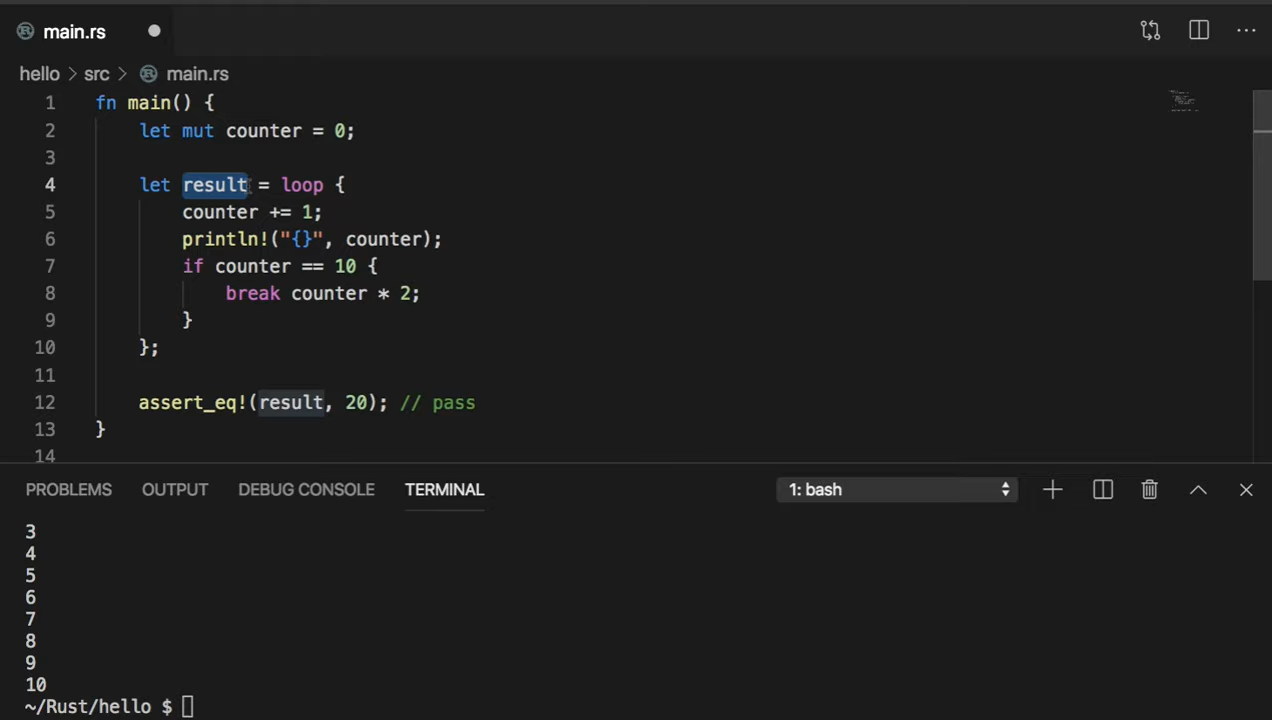 main.rs
hello > src > main.rs
1 fn main() {
2 let mut counter = 0;
3
4 let result = loop {
5 counter += 1;
6 println!("{}", counter);
7 if counter == 10 {
8 break counter * 2;
9 }
10 };
11
12 assert_eq!(result, 20); // pass
13 }
14
PROBLEMS OUTPUT DEBUG CONSOLE TERMINAL 1: bash
3
4
5
6
7
8
9
10
~/Rust/hello $